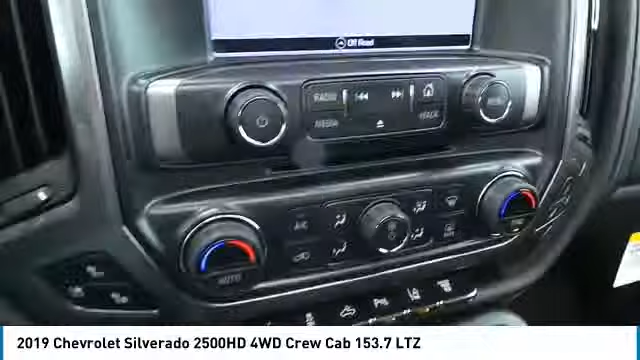 Off Road
RADIO
MEDIA
BACK
A/C
AUTO
2019 Chevrolet Silverado 2500HD 4WD Crew Cab 153.7 LTZ